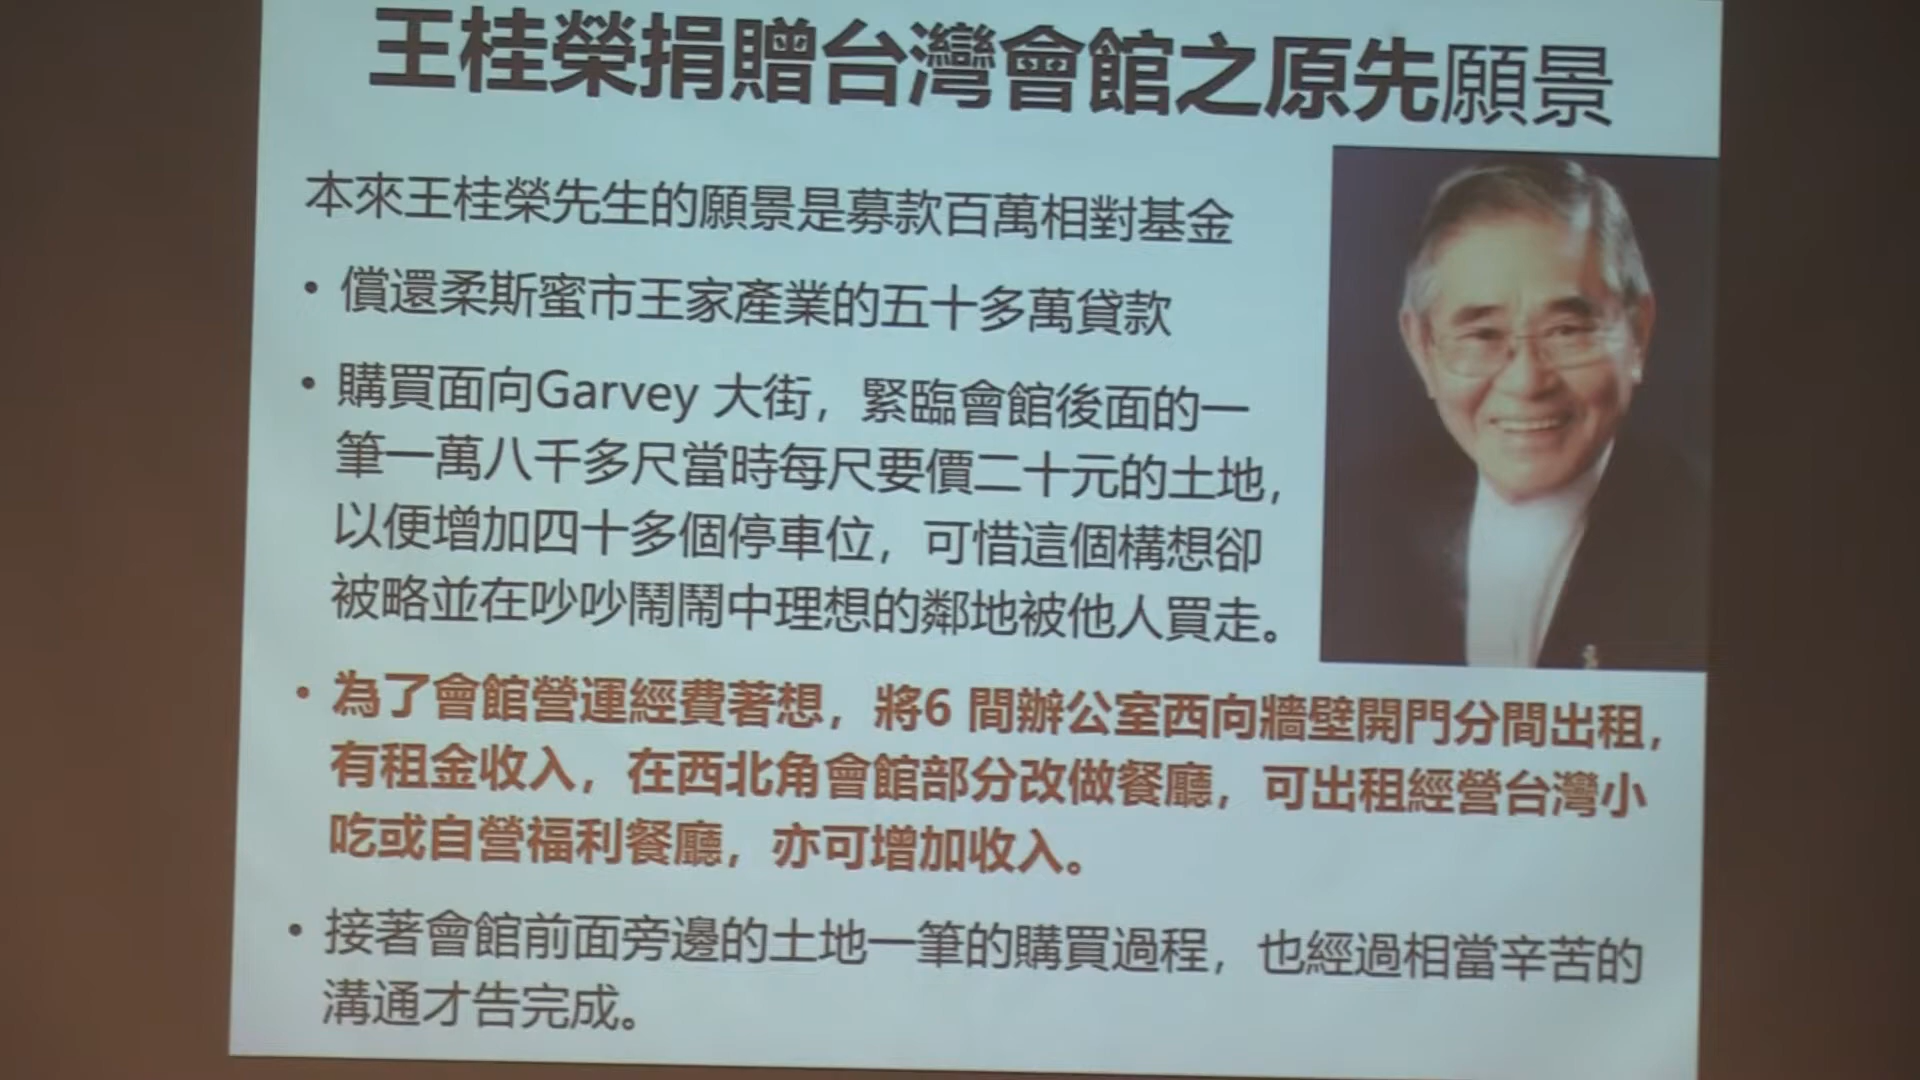 王桂榮捐贈台灣會館之原先願景
本來王桂榮先生的願景是募款百萬相對基金
• 償還柔斯蜜市王家產業的五十多萬貸款
• 購買面向Garvey 大街，緊臨會館後面的一
筆一萬八千多尺當時每尺要價二十元的土地，
以便增加四十多個停車位，可惜這個構想卻
被略並在吵吵鬧鬧中理想的鄰地被他人買走。
• 為了會館營運經費著想，將6 間辦公室西向牆壁開門分間出租，
有租金收入，在西北角會館部分改做餐廳，可出租經營台灣小
吃或自營福利餐廳，亦可增加收入。
• 接著會館前面旁邊的土地一筆的購買過程，也經過相當辛苦的
溝通才告完成。